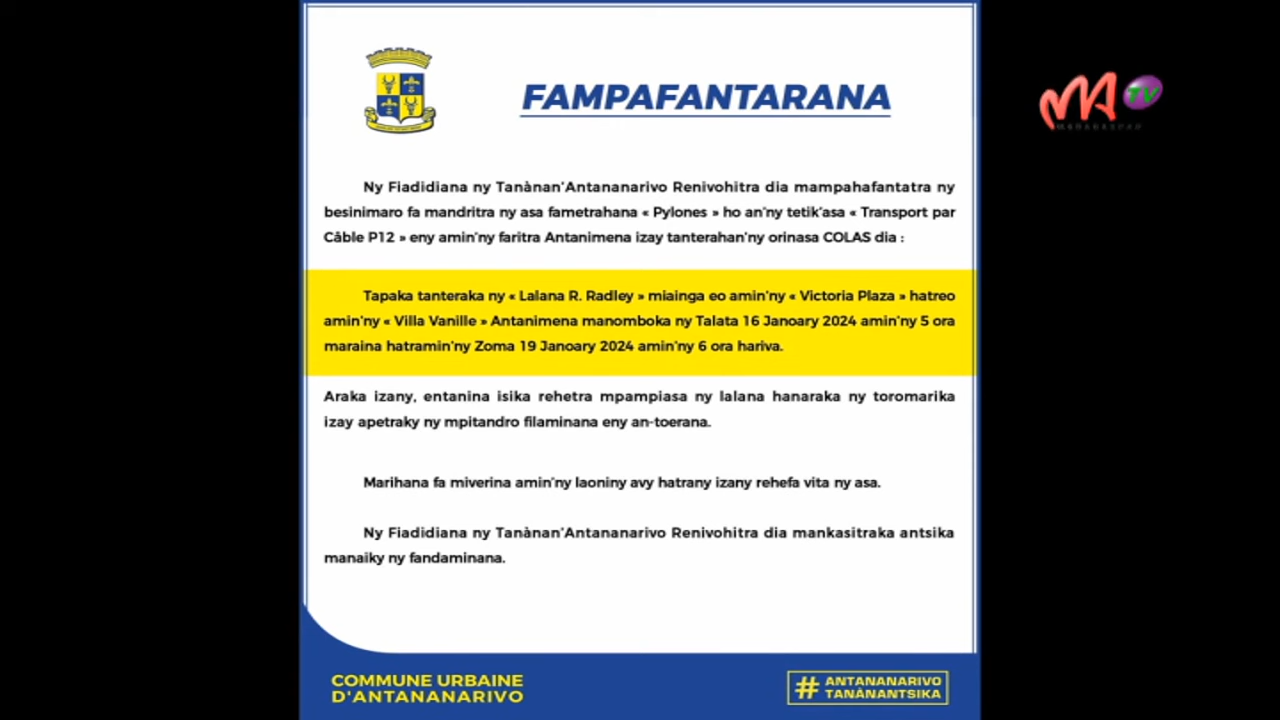 FAMPAFANTARANA
MA TV
MADAGASCAR
Ny Fiadidiana ny Tanànan'Antananarivo Renivohitra dia mampahafantatra ny
besinimaro fa mandritra ny asa fametrahana « Pylones » ho an'ny tetik'asa « Transport par
Câble P12 » eny amin'ny faritra Antanimena izay tanterahan'ny orinasa COLAS dia :
Tapaka tanteraka ny « Lalana R. Radley » miainga eo amin'ny « Victoria Plaza » hatreo
amin'ny « Villa Vanille » Antanimena manomboka ny Talata 16 Janoary 2024 amin'ny 5 ora
maraina hatramin'ny Zoma 19 Janoary 2024 amin'ny 6 ora hariva.
Araka izany, entanina isika rehetra mpampiasa ny lalana hanaraka ny toromarika
izay apetraky ny mpitandro filaminana eny an-toerana.
Marihana fa miverina amin'ny laoniny avy hatrany izany rehefa vita ny asa.
Ny Fiadidiana ny Tanànan'Antananarivo Renivohitra dia mankasitraka antsika
manaiky ny fandaminana.
COMMUNE URBAINE
D'ANTANANARIVO
# ANTANANARIVO
TANÀNANTSIKA